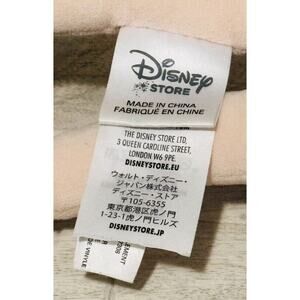 Disney
STORE
MADE IN CHINA
FABRIQUÉ EN CHINE
THE DISNEY STORE LTD,
3 QUEEN CAROLINE STREET,
LONDON W6 9PE.
DISNEYSTORE.EU
ウォルト・ディズニー・
ジャパン株式会社
ディズニー・ストア
〒105-6355
東京都港区虎ノ門
1-23-1虎ノ門ヒルズ
DISNEYSTORE.JP
DE VINYLE